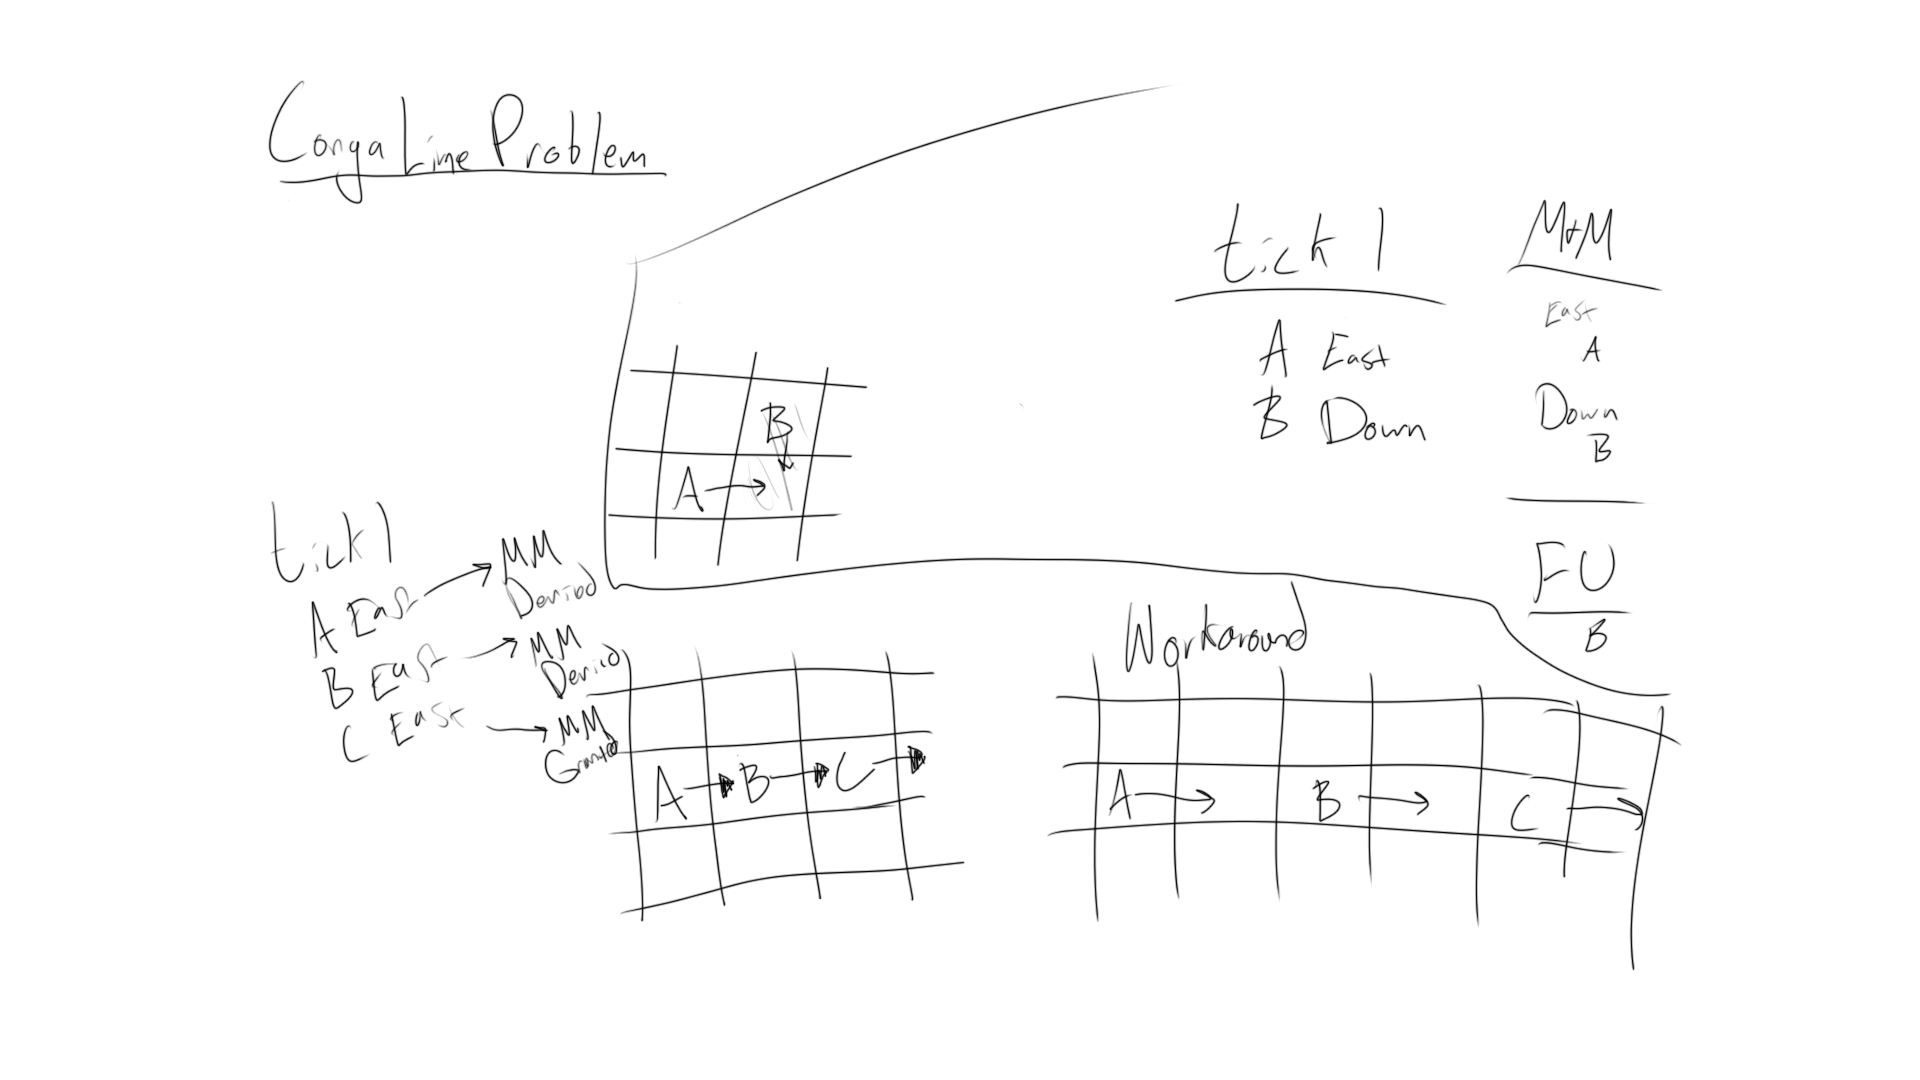 Conga Line Problem
tick 1
A East
B Down
M+M
East
A
Down
B
FU
B
B
A
tick 1
A East
MM
Denied
B East
MM
Denied
C East
MM
Granted
A B C
Workaround
A B C